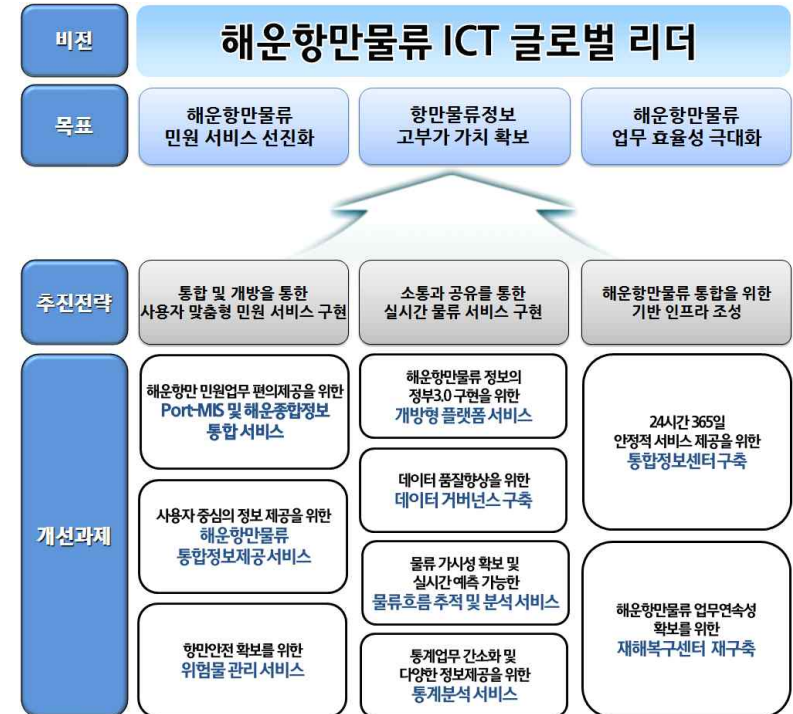 비전
해운항만물류 ICT 글로벌 리더
목표
해운항만물류
민원 서비스 선진화
항만물류정보
고부가 가치 확보
해운항만물류
업무 효율성 극대화
추진전략
통합 및 개방을 통한
사용자 맞춤형 민원 서비스 구현
소통과 공유를 통한
실시간 물류 서비스 구현
해운항만물류 통합을 위한
기반 인프라 조성
개선과제
해운항만 민원업무 편의제공을 위한
Port-MIS 및 해운종합정보
통합 서비스
사용자 중심의 정보 제공을 위한
해운항만물류
통합정보제공서비스
항만안전 확보를 위한
위험물 관리 서비스
해운항만물류 정보의
정부3.0 구현을 위한
개방형 플랫폼 서비스
데이터 품질향상을 위한
데이터 거버넌스 구축
물류 가시성 확보 및
실시간 예측 가능한
물류흐름 추적 및 분석 서비스
통계업무 간소화 및
다양한 정보제공을 위한
통계분석 서비스
24시간 365일
안정적 서비스 제공을 위한
통합정보센터 구축
해운항만물류 업무연속성
확보를 위한
재해복구센터 재구축